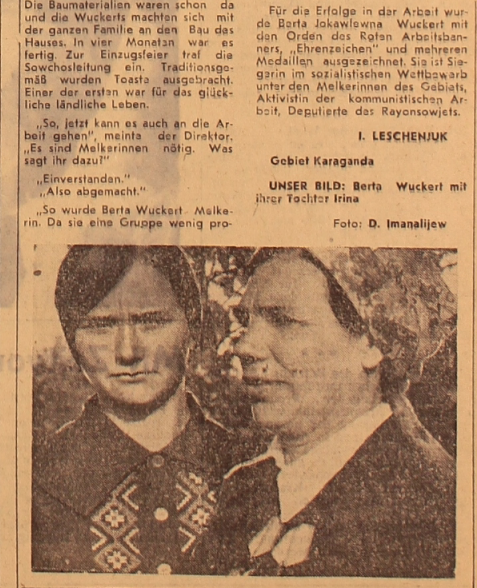 Die Baumaterialien waren schon da
und die Wuckerts machten sich mit
der ganzen Familie an den Bau des
Hauses. In vier Monaten war es
fertig. Zur Einzugsfeier traf die
Sowchosleitung ein. Traditionsge-
mäß wurden Toaste ausgebracht.
Einer der ersten war für das glück-
liche ländliche Leben.
„So, jetzt kann es auch an die Ar-
beit gehen", meinte der Direktor.
„Es sind Melkerinnen nötig. Was
sagt ihr dazu?"
„Einverstanden."
„Also abgemacht."
„So wurde Berta Wuckert Melke-
rin. Da sie eine Gruppe wenig pro-
Für die Erfolge in der Arbeit wur-
de Berta Jakowlewna Wuckert mit
den Orden des Roten Arbeitsban-
ners, „Ehrenzeichen" und mehreren
Medaillen ausgezeichnet. Sie ist Sie-
gerin im sozialistischen Wettbewerb
unter den Melkerinnen des Gebiets,
Aktivistin der kommunistischen Ar-
beit, Deputierte des Rayonsowjets.
I. LESCHENJUK
Gebiet Karaganda
UNSER BILD: Berta Wuckert mit
ihrer Tochter Irina
Foto: D. Imanalijew